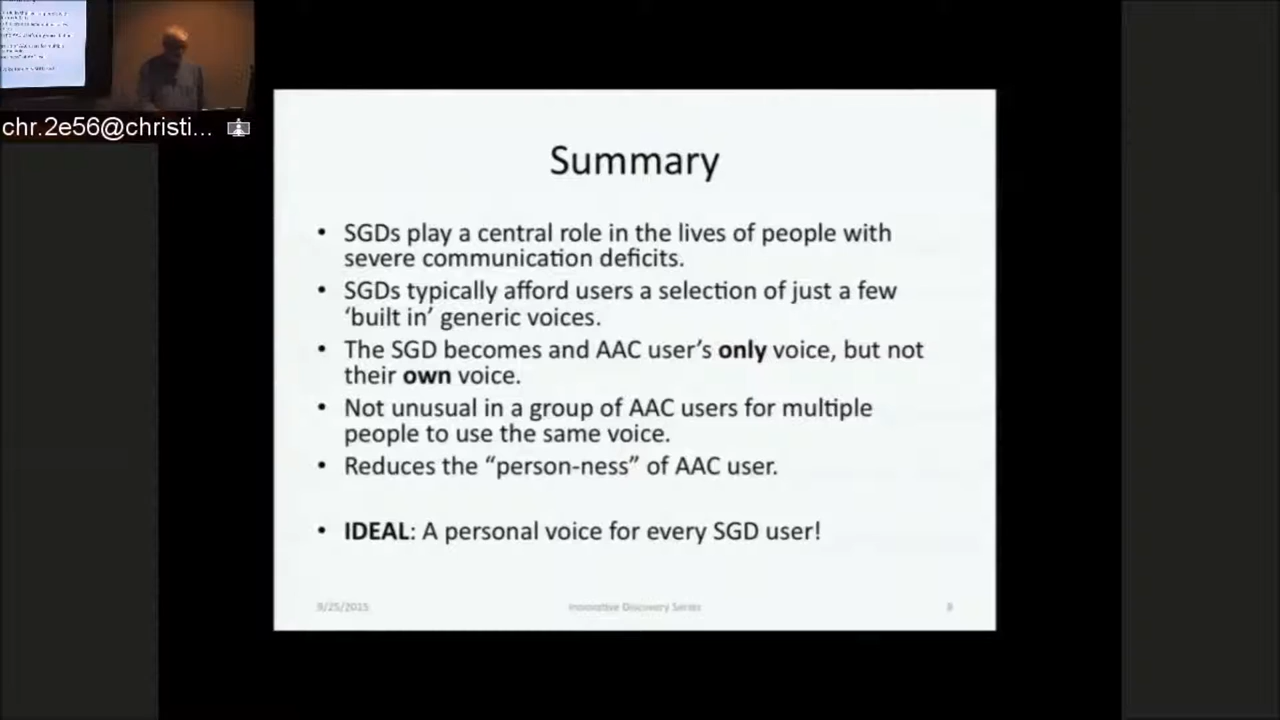 chr.2e56@christi...
Summary
• SGDs play a central role in the lives of people with
severe communication deficits.
• SGDs typically afford users a selection of just a few
‘built in’ generic voices.
• The SGD becomes and AAC user’s only voice, but not
their own voice.
• Not unusual in a group of AAC users for multiple
people to use the same voice.
• Reduces the “person-ness” of AAC user.
• IDEAL: A personal voice for every SGD user!
9/25/2015
Innovative Discovery Series
8